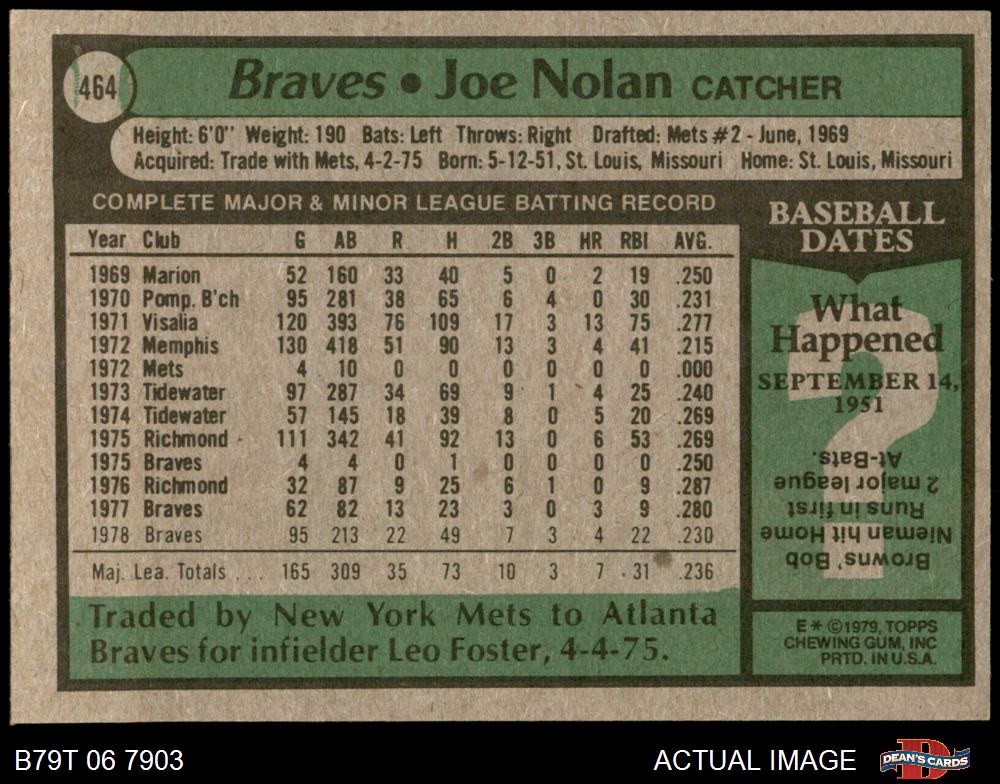 464
Braves • Joe Nolan CATCHER
Height: 6'0" Weight: 190 Bats: Left Throws: Right Drafted: Mets #2 - June, 1969
Acquired: Trade with Mets, 4-2-75 Born: 5-12-51, St. Louis, Missouri Home: St. Louis, Missouri
COMPLETE MAJOR & MINOR LEAGUE BATTING RECORD
Year Club G AB R H 2B 3B HR RBI AVG.
1969 Marion 52 160 33 40 5 0 2 19 .250
1970 Pomp. B'ch 95 281 38 65 6 4 0 30 .231
1971 Visalia 120 393 76 109 17 3 13 75 .277
1972 Memphis 130 418 51 90 13 3 4 41 .215
1972 Mets 4 10 0 0 0 0 0 0 .000
1973 Tidewater 97 287 34 69 9 1 4 25 .240
1974 Tidewater 57 145 18 39 8 0 5 20 .269
1975 Richmond 111 342 41 92 13 0 6 53 .269
1975 Braves 4 4 0 1 0 0 0 0 .250
1976 Richmond 32 87 9 25 6 1 0 9 .287
1977 Braves 62 82 13 23 3 0 3 9 .280
1978 Braves 95 213 22 49 7 3 4 22 .230
Maj. Lea. Totals ... 165 309 35 73 10 3 7 31 .236
Traded by New York Mets to Atlanta
Braves for infielder Leo Foster, 4-4-75.
BASEBALL
DATES
What
Happened
SEPTEMBER 14,
1951
?
Browns' Bob
Nieman hit Home
Runs in first
2 major league
At-Bats.
E * ©1979, TOPPS
CHEWING GUM, INC
PRTD. IN U.S.A.
B79T 06 7903
ACTUAL IMAGE
D
DEAN'S CARDS